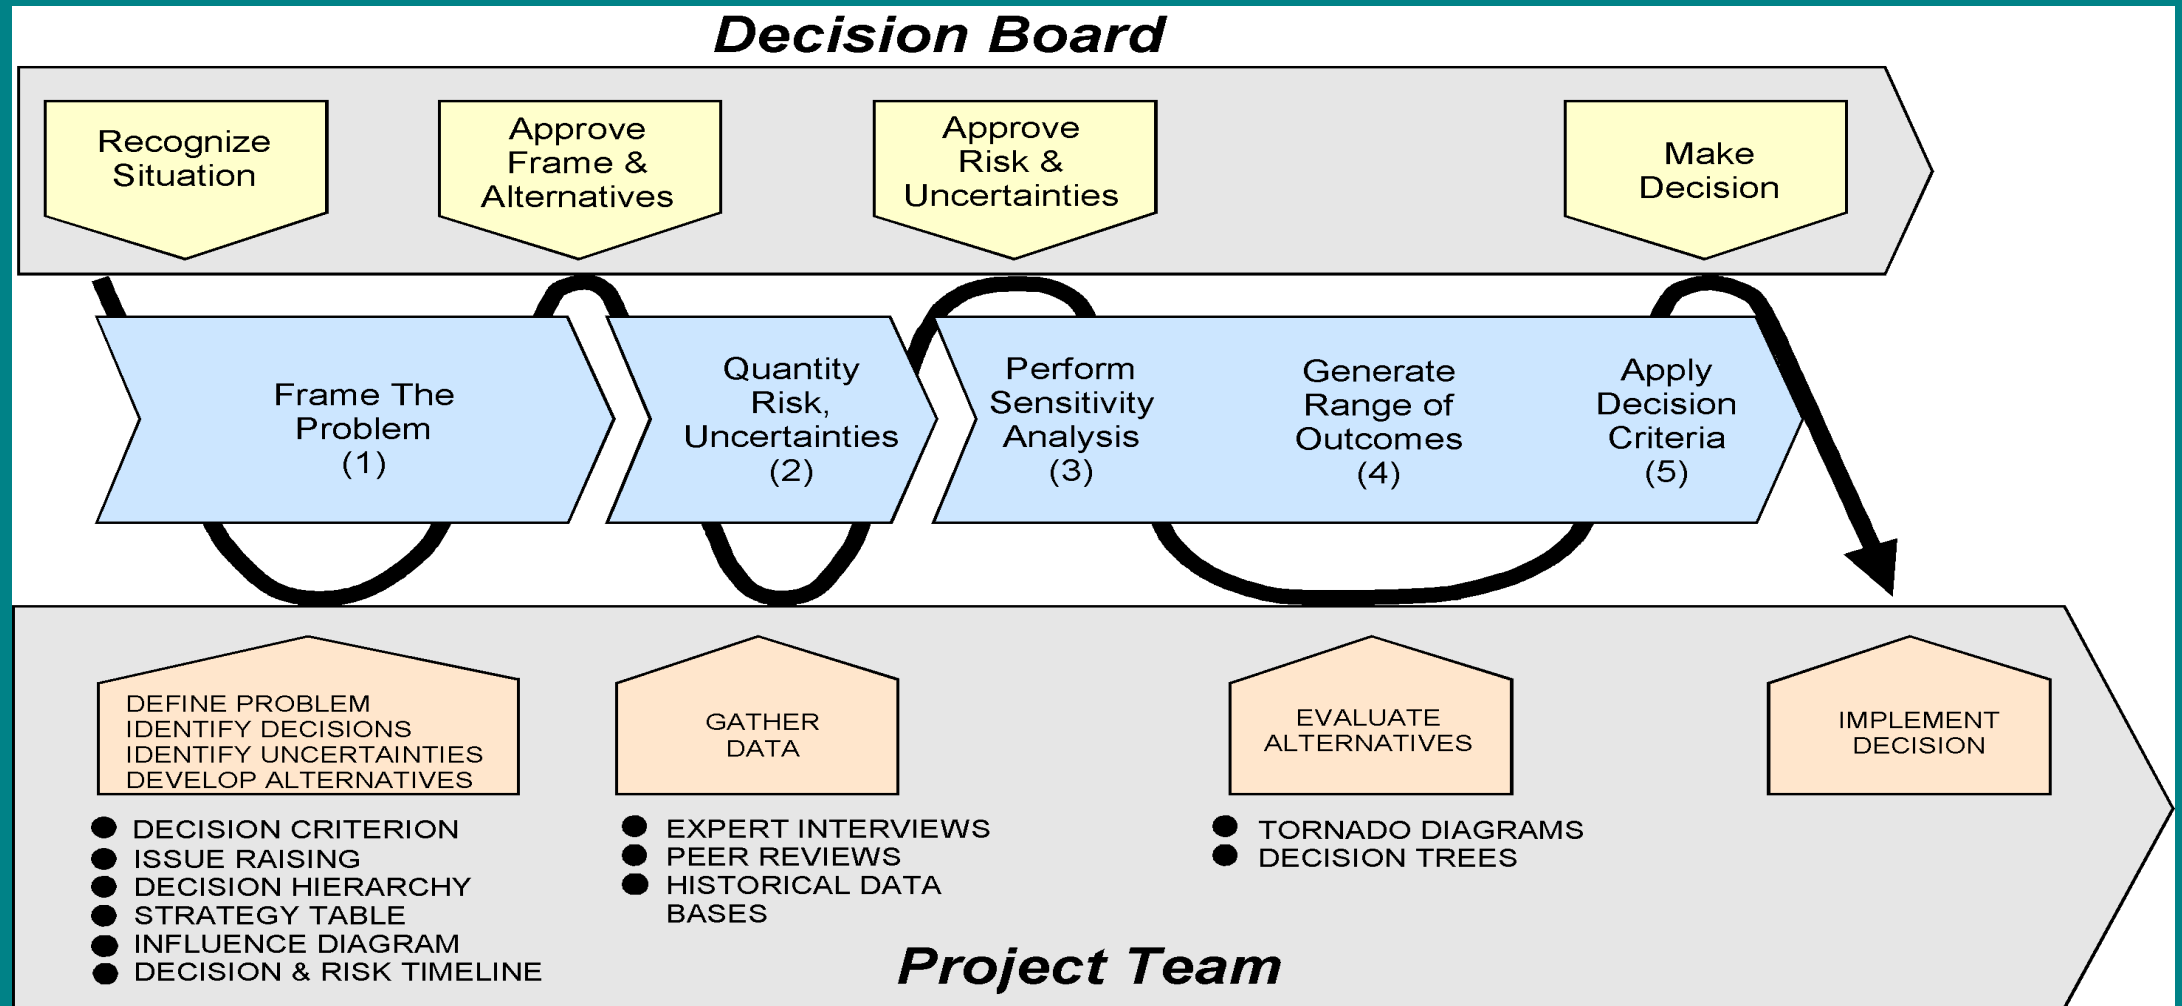 Decision Board
Recognize
Situation
Approve
Frame &
Alternatives
Approve
Risk &
Uncertainties
Make
Decision
Frame The
Problem
(1)
Quantity
Risk,
Uncertainties
(2)
Perform
Sensitivity
Analysis
(3)
Generate
Range of
Outcomes
(4)
Apply
Decision
Criteria
(5)
DEFINE PROBLEM
IDENTIFY DECISIONS
IDENTIFY UNCERTAINTIES
DEVELOP ALTERNATIVES
GATHER
DATA
EVALUATE
ALTERNATIVES
IMPLEMENT
DECISION
● DECISION CRITERION
● ISSUE RAISING
● DECISION HIERARCHY
● STRATEGY TABLE
● INFLUENCE DIAGRAM
● DECISION & RISK TIMELINE
● EXPERT INTERVIEWS
● PEER REVIEWS
● HISTORICAL DATA
BASES
● TORNADO DIAGRAMS
● DECISION TREES
Project Team